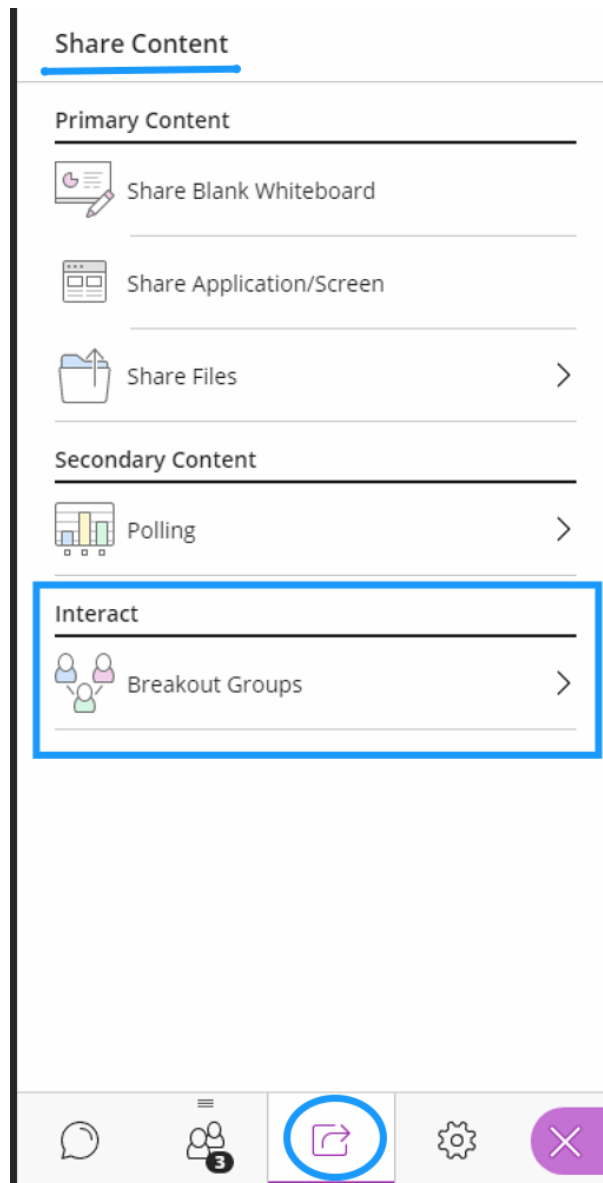 Share Content
Primary Content
Share Blank Whiteboard
Share Application/Screen
Share Files
Secondary Content
Polling
Interact
Breakout Groups
3